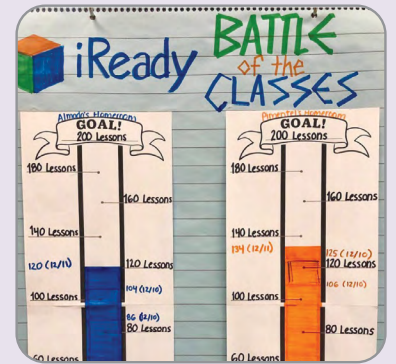 iReady
BATTLE
of the
CLASSES
Almada's Homeroom
GOAL!
200 Lessons
180 Lessons
160 Lessons
140 Lessons
120 (12/11)
120 Lessons
104 (12/10)
100 Lessons
86 (12/10)
80 Lessons
60 Lessons
Pimentel's Homeroom
GOAL!
200 Lessons
180 Lessons
160 Lessons
140 Lessons
134 (12/11)
125 (12/10)
120 Lessons
106 (12/10)
100 Lessons
80 Lessons
60 Lessons